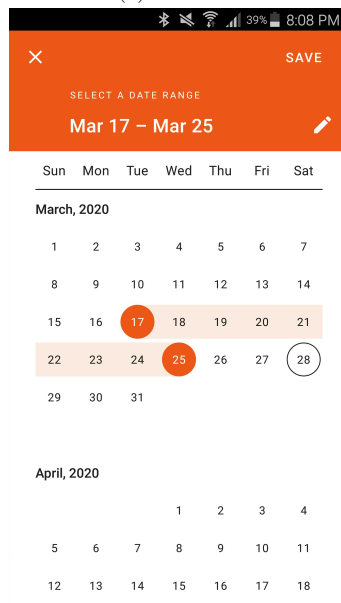 39% 8:08 PM
SAVE
SELECT A DATE RANGE
Mar 17 – Mar 25
Sun Mon Tue Wed Thu Fri Sat
March, 2020
1 2 3 4 5 6 7
8 9 10 11 12 13 14
15 16 17 18 19 20 21
22 23 24 25 26 27 28
29 30 31
April, 2020
1 2 3 4
5 6 7 8 9 10 11
12 13 14 15 16 17 18